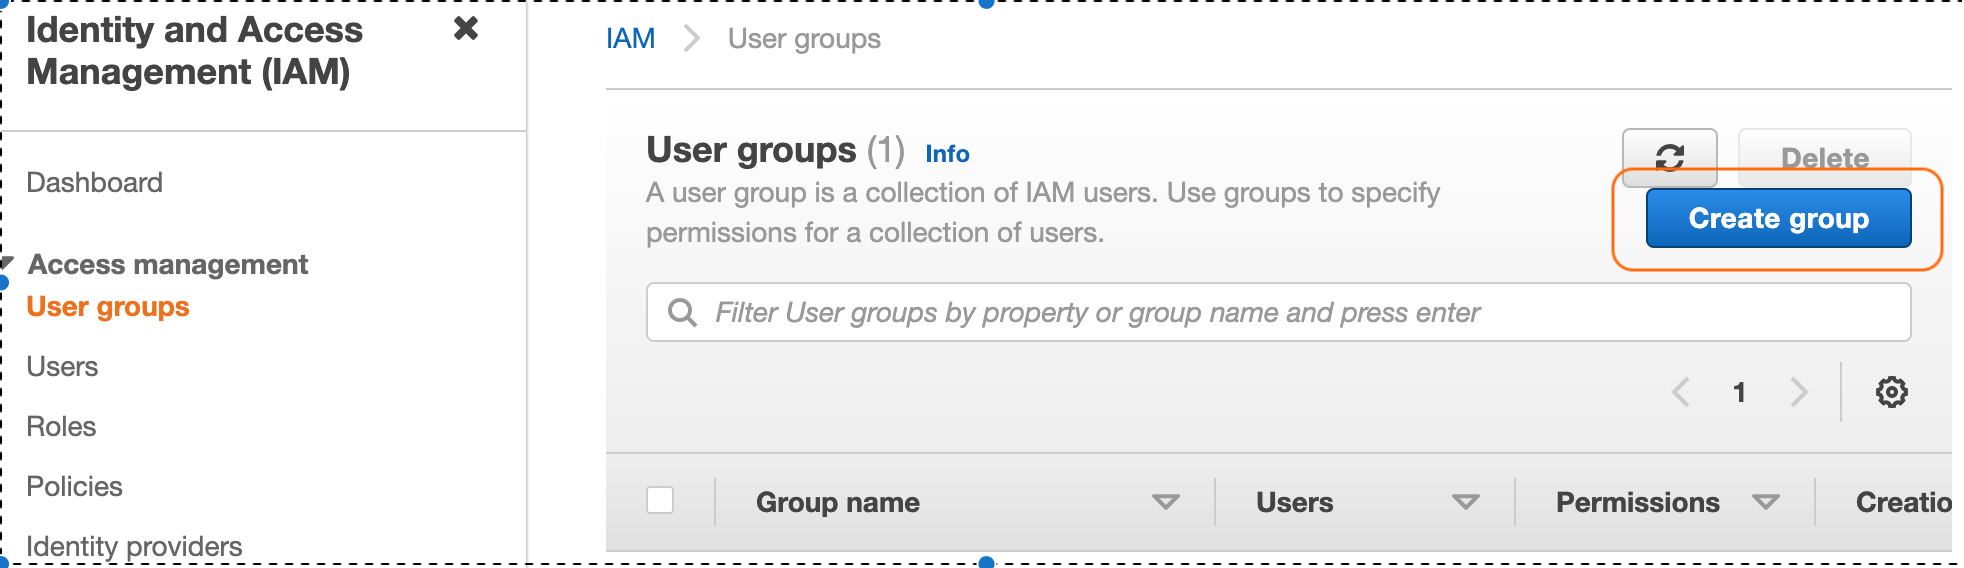 Identity and Access
Management (IAM)
Dashboard
Access management
User groups
Users
Roles
Policies
Identity providers
IAM > User groups
User groups (1) Info
A user group is a collection of IAM users. Use groups to specify
permissions for a collection of users.
Delete
Create group
Filter User groups by property or group name and press enter
1
Group name Users Permissions Creatio